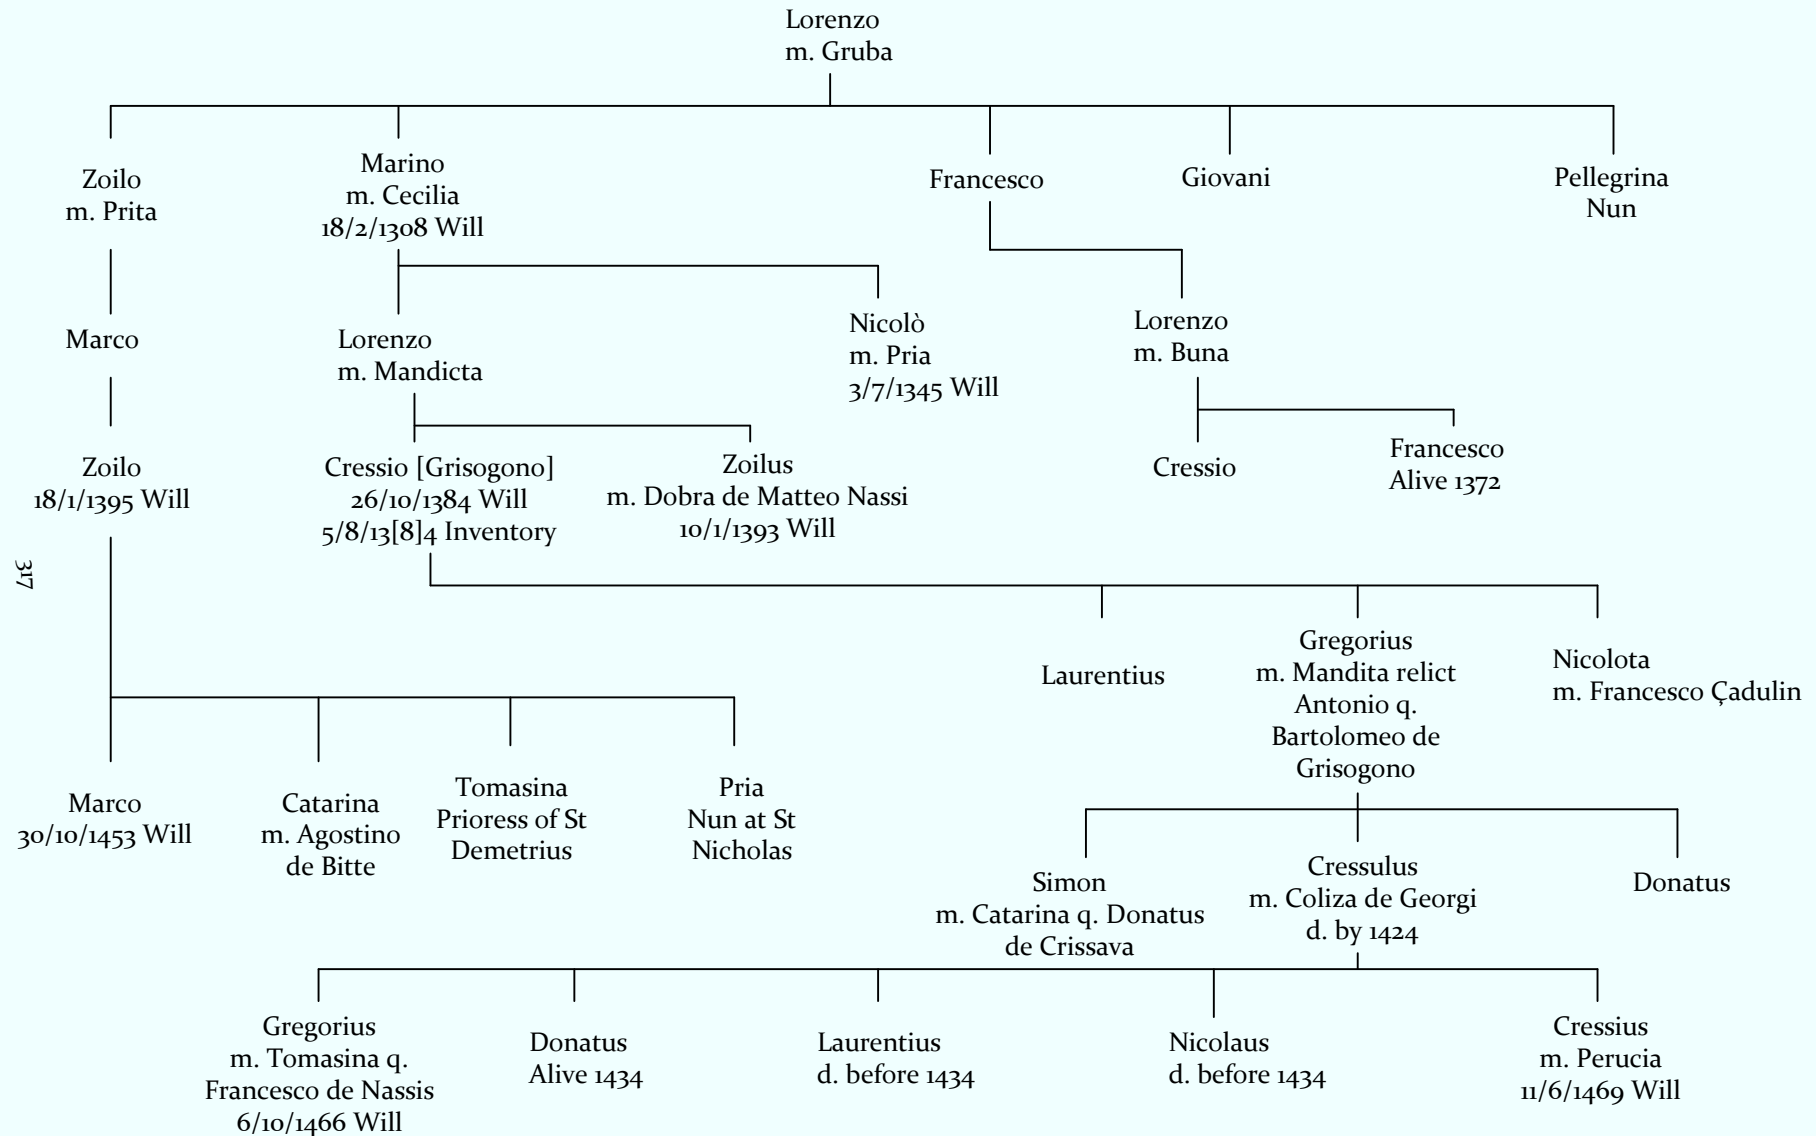 Lorenzo
m. Gruba
Zoilo
m. Prita
Marino
m. Cecilia
18/2/1308 Will
Francesco
Giovani
Pellegrina
Nun
Marco
Lorenzo
m. Mandicta
Nicolò
m. Pria
3/7/1345 Will
Lorenzo
m. Buna
Zoilo
18/1/1395 Will
Cressio [Grisogono]
26/10/1384 Will
5/8/13[8]4 Inventory
Zoilus
m. Dobra de Matteo Nassi
10/1/1393 Will
Cressio
Francesco
Alive 1372
317
Laurentius
Gregorius
m. Mandita relict
Antonio q.
Bartolomeo de
Grisogono
Nicolota
m. Francesco Çadulin
Marco
30/10/1453 Will
Catarina
m. Agostino
de Bitte
Tomasina
Prioress of St
Demetrius
Pria
Nun at St
Nicholas
Simon
m. Catarina q. Donatus
de Crissava
Cressulus
m. Coliza de Georgi
d. by 1424
Donatus
Gregorius
m. Tomasina q.
Francesco de Nassis
6/10/1466 Will
Donatus
Alive 1434
Laurentius
d. before 1434
Nicolaus
d. before 1434
Cressius
m. Perucia
11/6/1469 Will